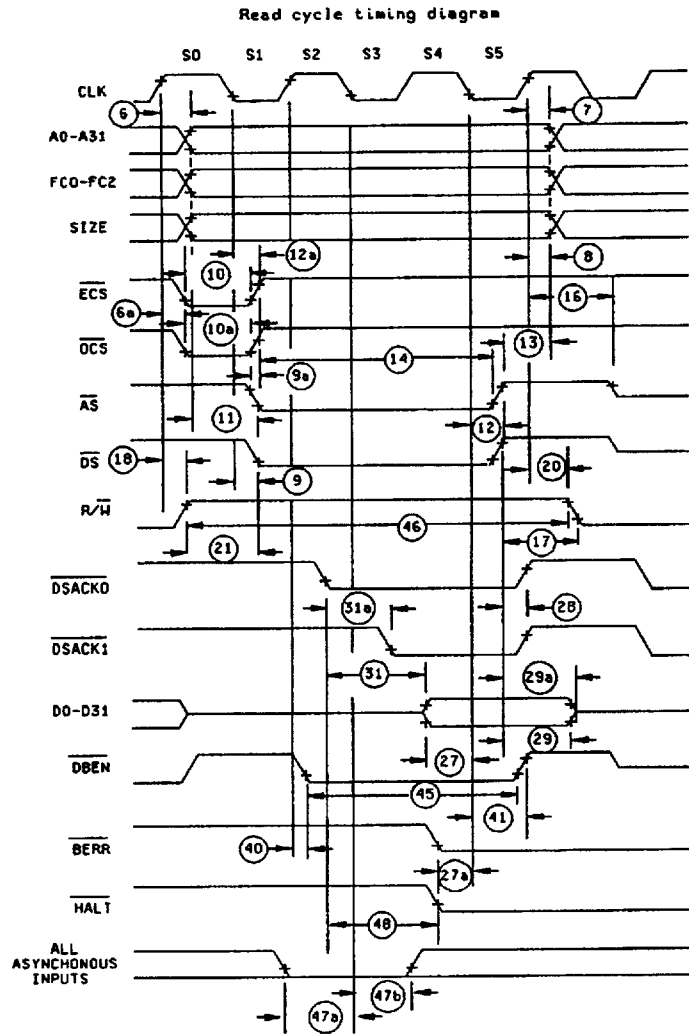 Read cycle timing diagram
S0 S1 S2 S3 S4 S5
CLK
6 7
A0-A31
FC0-FC2
SIZE
12a 8
10
ECS
16
6a 10a
13
OCS
14
9a
AS
11 12
DS
18 9 20
R/W
46
21 17
DSACK0
31a 28
DSACK1
31 29a
D0-D31
27 29
DBEN
45
41
40
BERR
27a
HALT
48
ALL
ASYNCHONOUS
INPUTS
47a 47b